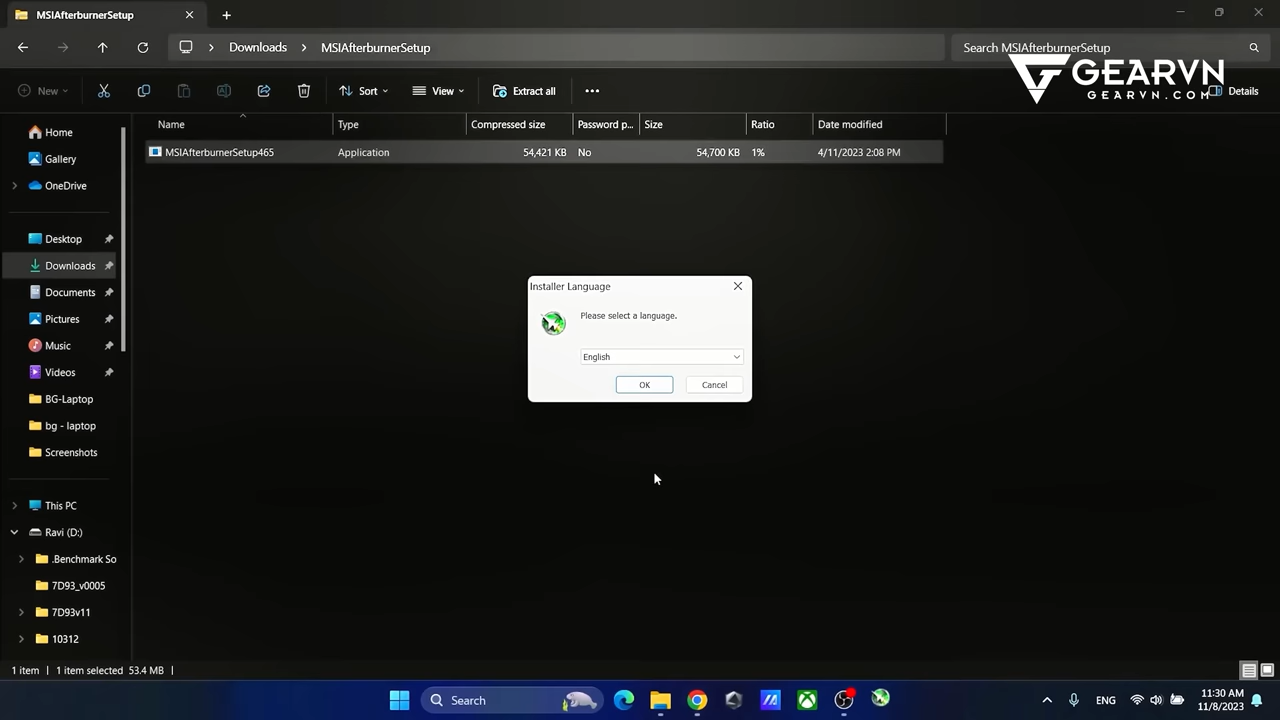 MSIAfterburnerSetup
Downloads
MSIAfterburnerSetup
Search MSIAfterburnerSetup
GEARVN
GEARVN.COM
New
Sort
View
Extract all
Details
Name
Type
Compressed size
Password p...
Size
Ratio
Date modified
MSIAfterburnerSetup465
Application
54,421 KB
No
54,700 KB
1%
4/11/2023 2:08 PM
Home
Gallery
OneDrive
Desktop
Downloads
Documents
Pictures
Music
Videos
BG-Laptop
bg - laptop
Screenshots
This PC
Ravi (D:)
.Benchmark So
7D93_v0005
7D93v11
10312
Installer Language
Please select a language.
English
OK
Cancel
1 item
1 item selected 53.4 MB
Search
ENG
11:30 AM
11/8/2023